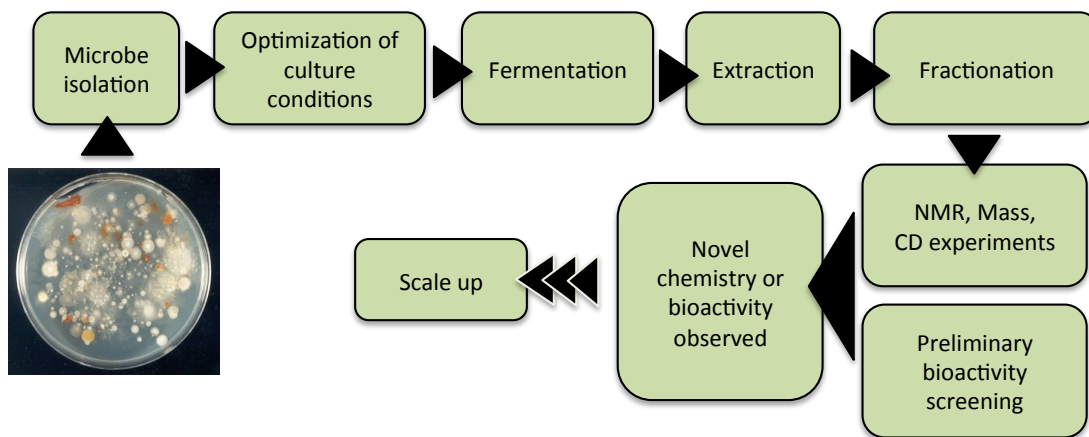 Microbe
isolation
Optimization of
culture
conditions
Fermentation
Extraction
Fractionation
NMR, Mass,
CD experiments
Preliminary
bioactivity
screening
Novel
chemistry or
bioactivity
observed
Scale up